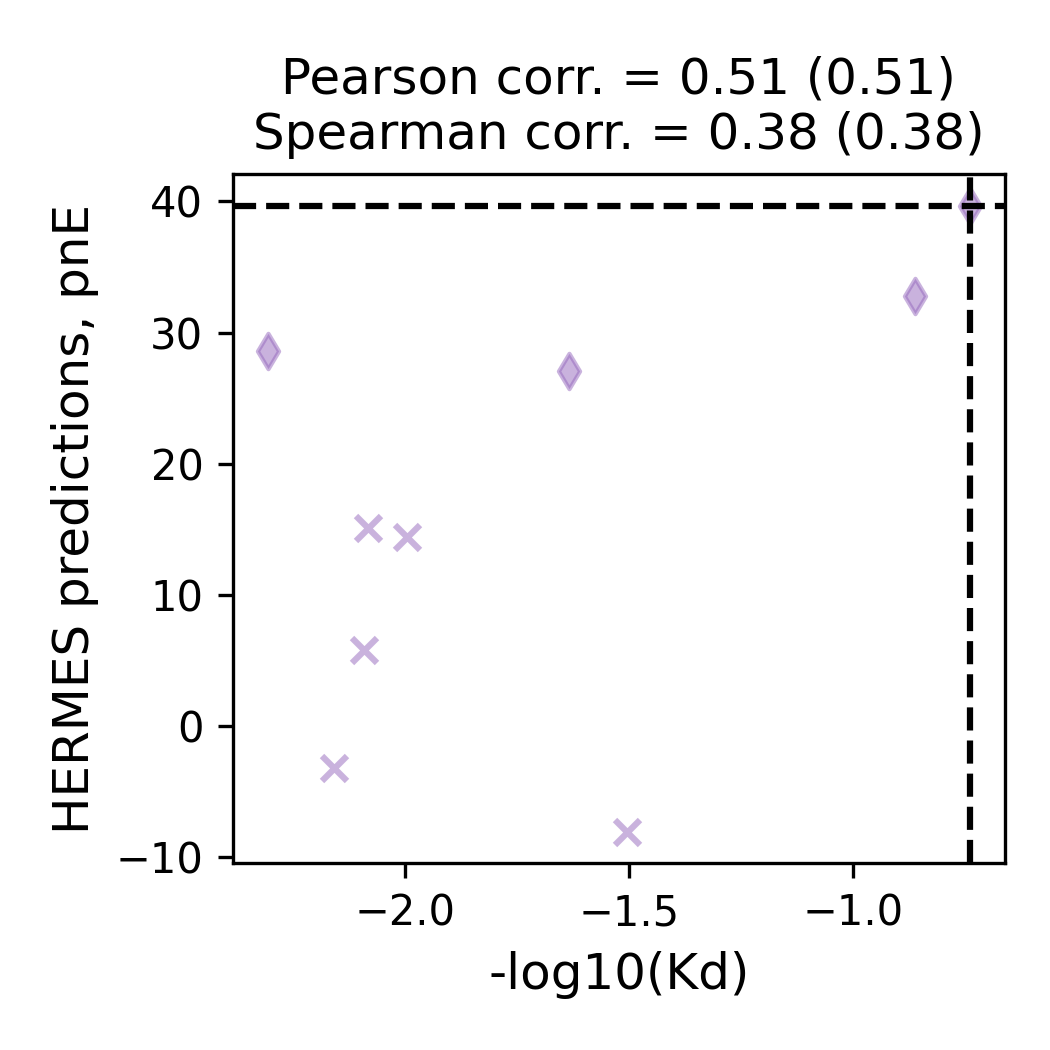 Pearson corr. = 0.51 (0.51)
Spearman corr. = 0.38 (0.38)
HERMES predictions, pnE
40
30
20
10
0
−10
−2.0 −1.5 −1.0
-log10(Kd)